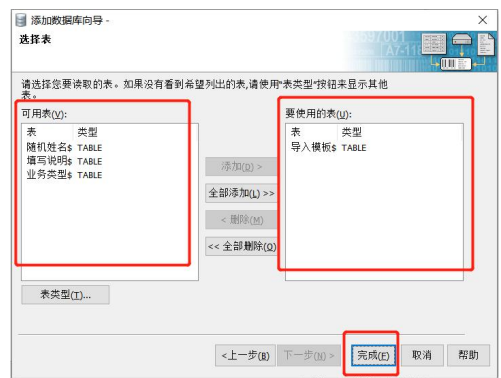 添加数据库向导 -
选择表
请选择您要读取的表。如果没有看到希望列出的表,请使用"表类型"按钮来显示其他
表。
可用表(V):
表 类型
随机姓名$ TABLE
填写说明$ TABLE
业务类型$ TABLE
添加(D) >
全部添加(L) >>
< 删除(M)
<< 全部删除(O)
要使用的表(U):
表 类型
导入模板$ TABLE
表类型(T)...
<上一步(B)
下一步(N) >
完成(F)
取消
帮助